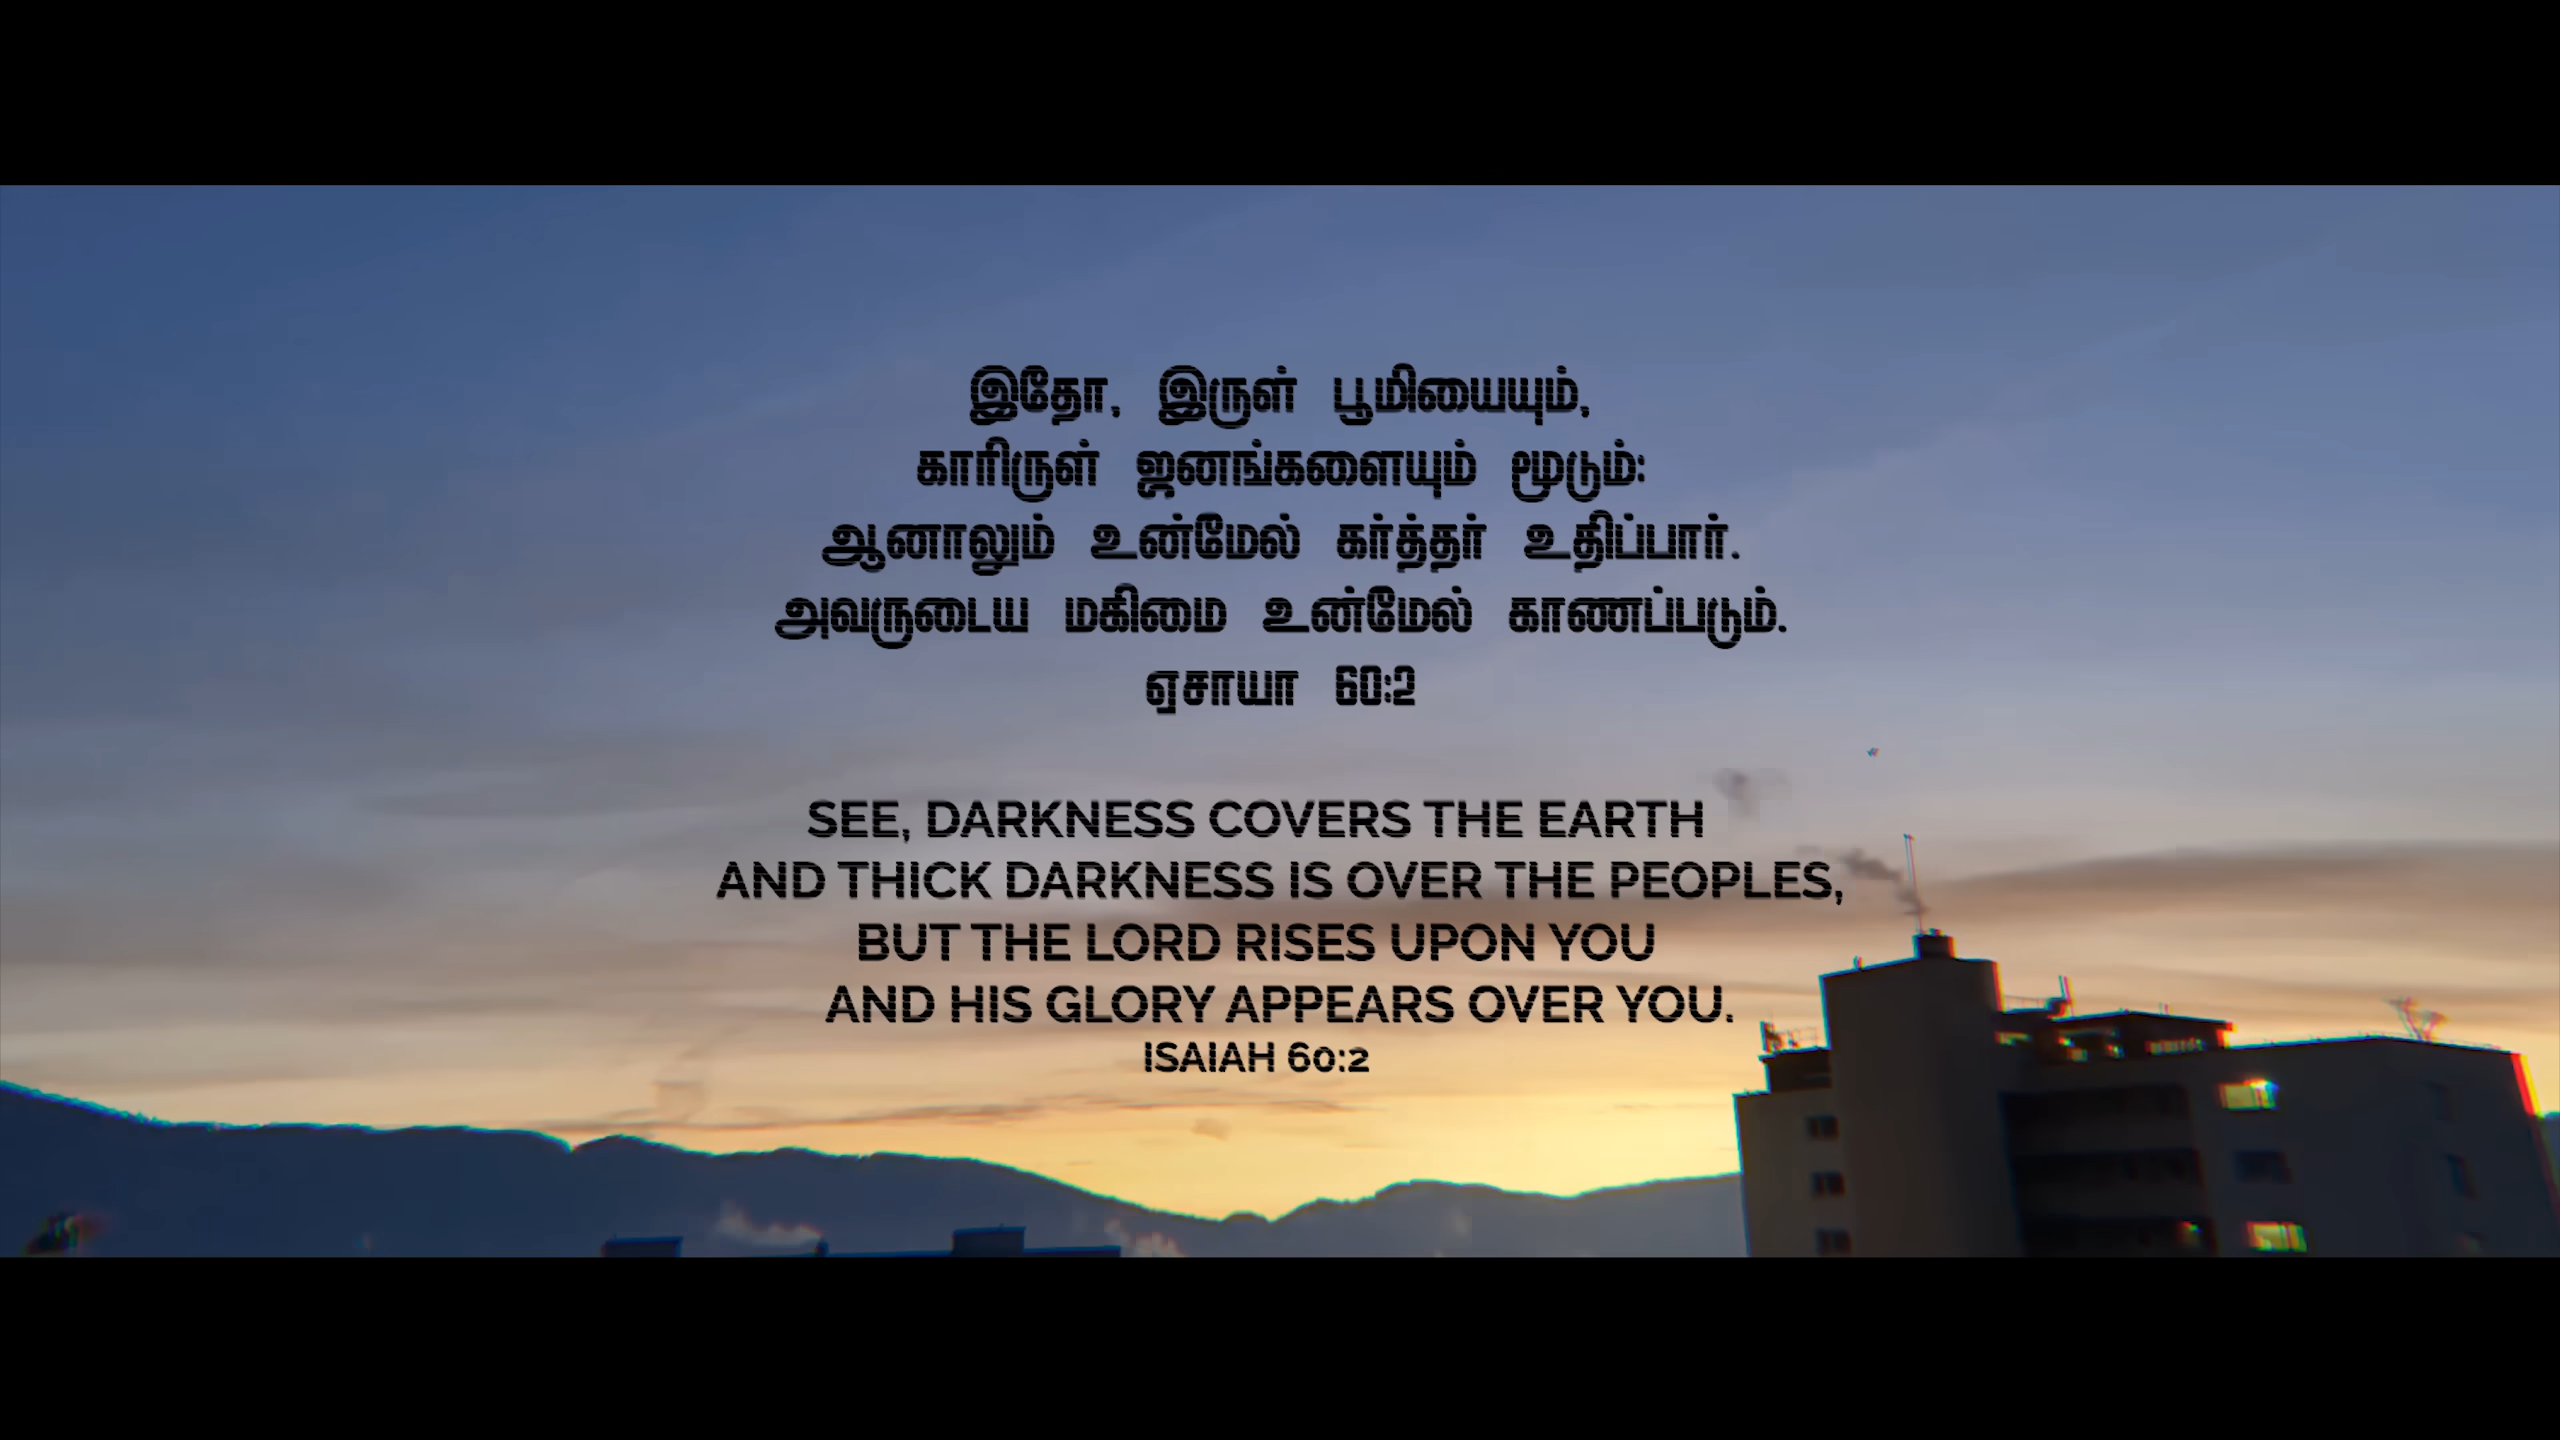 இதோ, இருள் பூமியையும்,
காரிருள் ஜனங்களையும் மூடும்:
ஆனாலும் உன்மேல் கர்த்தர் உதிப்பார்.
அவருடைய மகிமை உன்மேல் காணப்படும்.
ஏசாயா 60:2
SEE, DARKNESS COVERS THE EARTH
AND THICK DARKNESS IS OVER THE PEOPLES,
BUT THE LORD RISES UPON YOU
AND HIS GLORY APPEARS OVER YOU.
ISAIAH 60:2